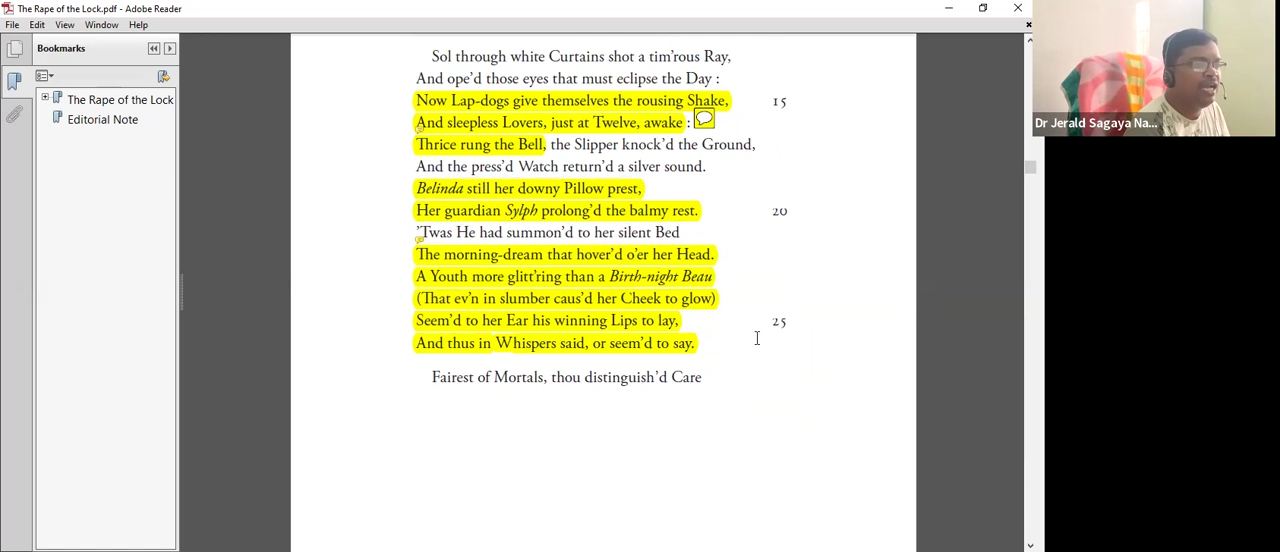 The Rape of the Lock.pdf - Adobe Reader
File Edit View Window Help
Bookmarks
The Rape of the Lock
Editorial Note
Sol through white Curtains shot a tim'rous Ray,
And ope'd those eyes that must eclipse the Day :
Now Lap-dogs give themselves the rousing Shake, 15
And sleepless Lovers, just at Twelve, awake :
Thrice rung the Bell, the Slipper knock'd the Ground,
And the press'd Watch return'd a silver sound.
Belinda still her downy Pillow prest,
Her guardian Sylph prolong'd the balmy rest. 20
'Twas He had summon'd to her silent Bed
The morning-dream that hover'd o'er her Head.
A Youth more glitt'ring than a Birth-night Beau
(That ev'n in slumber caus'd her Cheek to glow)
Seem'd to her Ear his winning Lips to lay, 25
And thus in Whispers said, or seem'd to say.
Fairest of Mortals, thou distinguish'd Care
Dr Jerald Sagaya Na...